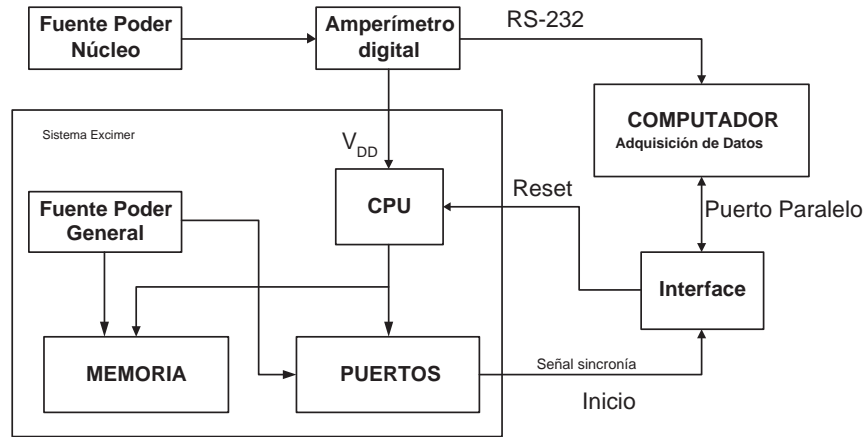 Fuente Poder
Núcleo
Amperímetro
digital
RS-232
COMPUTADOR
Adquisición de Datos
Sistema Excimer
VDD
CPU
Reset
Puerto Paralelo
Fuente Poder
General
Interface
MEMORIA
PUERTOS
Señal sincronía
Inicio